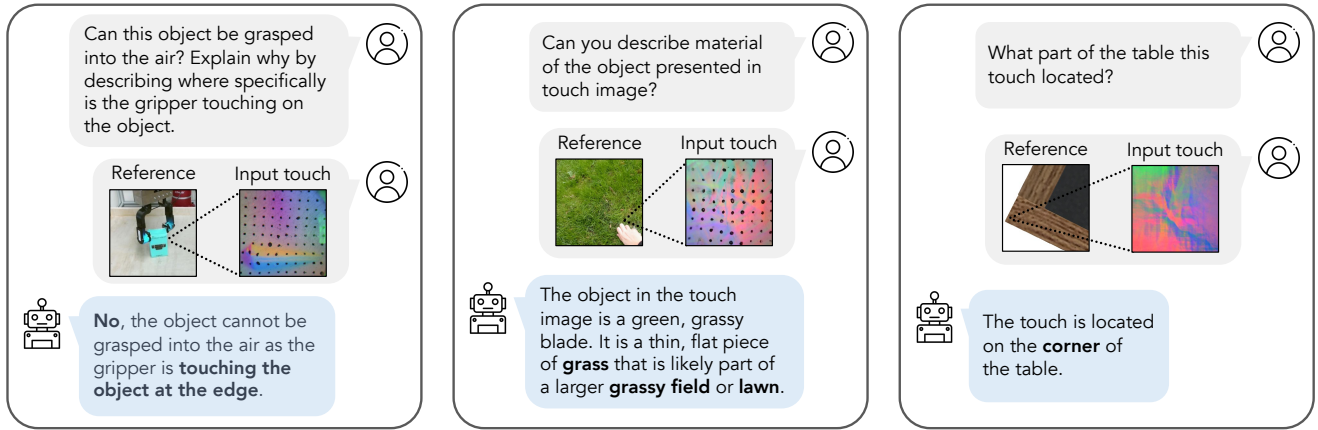 Can this object be grasped
into the air? Explain why by
describing where specifically
is the gripper touching on
the object.
Reference
Input touch
No, the object cannot be
grasped into the air as the
gripper is touching the
object at the edge.
Can you describe material
of the object presented in
touch image?
Reference
Input touch
The object in the touch
image is a green, grassy
blade. It is a thin, flat piece
of grass that is likely part of
a larger grassy field or lawn.
What part of the table this
touch located?
Reference
Input touch
The touch is located
on the corner of
the table.